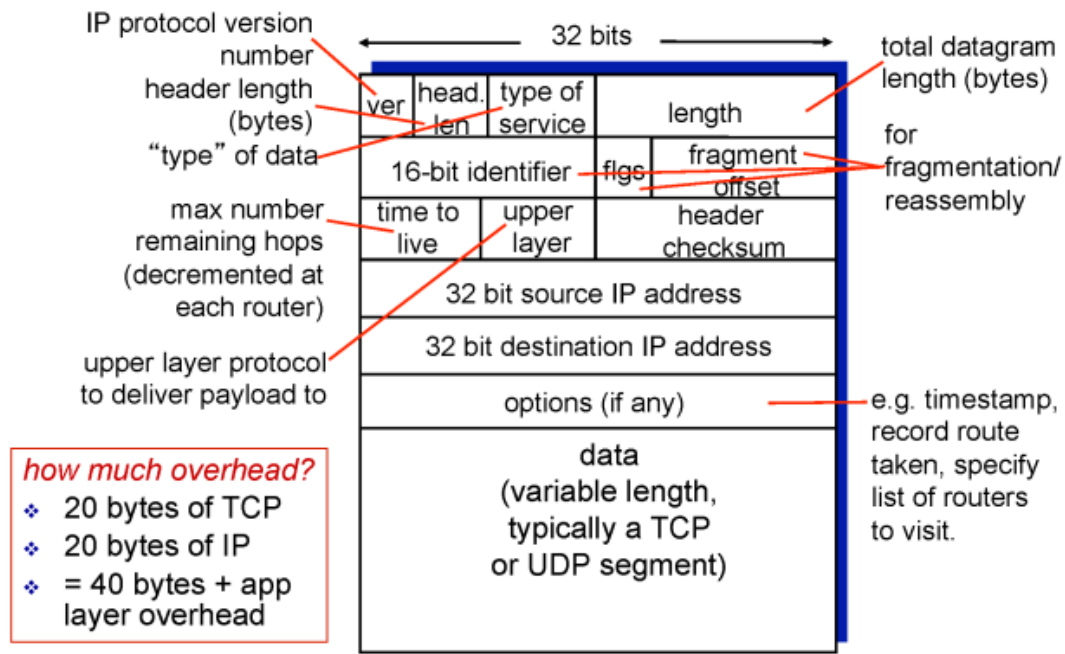 IP protocol version
number
header length
(bytes)
“type” of data
max number
remaining hops
(decremented at
each router)
upper layer protocol
to deliver payload to
how much overhead?
❖ 20 bytes of TCP
❖ 20 bytes of IP
❖ = 40 bytes + app
layer overhead
32 bits
ver
head.
len
type of
service
length
16-bit identifier
flgs
fragment
offset
time to
live
upper
layer
header
checksum
32 bit source IP address
32 bit destination IP address
options (if any)
data
(variable length,
typically a TCP
or UDP segment)
total datagram
length (bytes)
for
fragmentation/
reassembly
e.g. timestamp,
record route
taken, specify
list of routers
to visit.